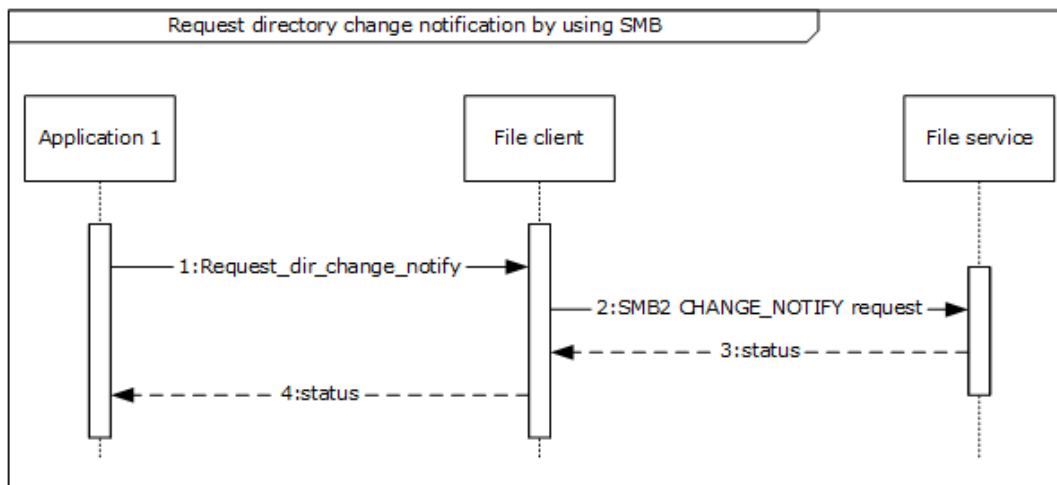 Request directory change notification by using SMB
Application 1
File client
File service
1:Request_dir_change_notify
2:SMB2 CHANGE_NOTIFY request
3:status
4:status